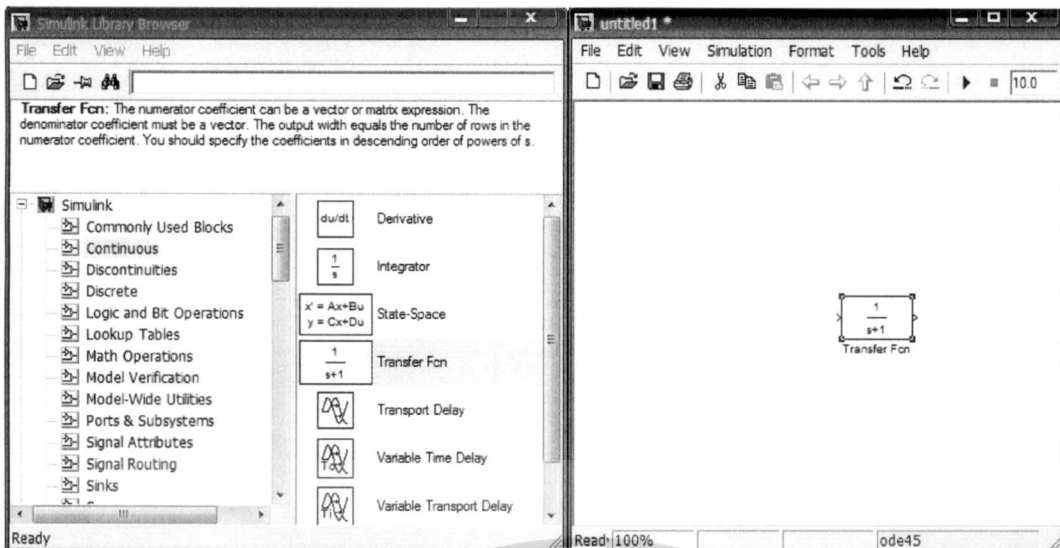 Simulink Library Browser
File Edit View Help
Transfer Fcn: The numerator coefficient can be a vector or matrix expression. The
denominator coefficient must be a vector. The output width equals the number of rows in the
numerator coefficient. You should specify the coefficients in descending order of powers of s.
Simulink
Commonly Used Blocks
Continuous
Discontinuities
Discrete
Logic and Bit Operations
Lookup Tables
Math Operations
Model Verification
Model-Wide Utilities
Ports & Subsystems
Signal Attributes
Signal Routing
Sinks
du/dt Derivative
1
s
Integrator
x' = Ax+Bu
y = Cx+Du
State-Space
1
s+1
Transfer Fcn
Transport Delay
Variable Time Delay
Variable Transport Delay
Ready
untitled1 *
File Edit View Simulation Format Tools Help
10.0
1
s+1
Transfer Fcn
Read 100% ode45